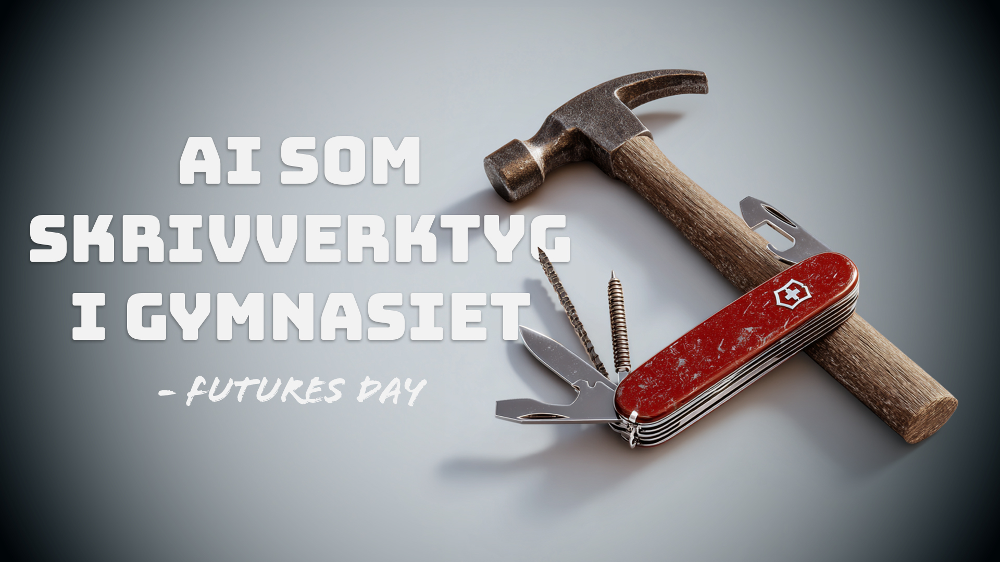 AI SOM
SKRIVVERKTYG
I GYMNASIET
- FUTURES DAY